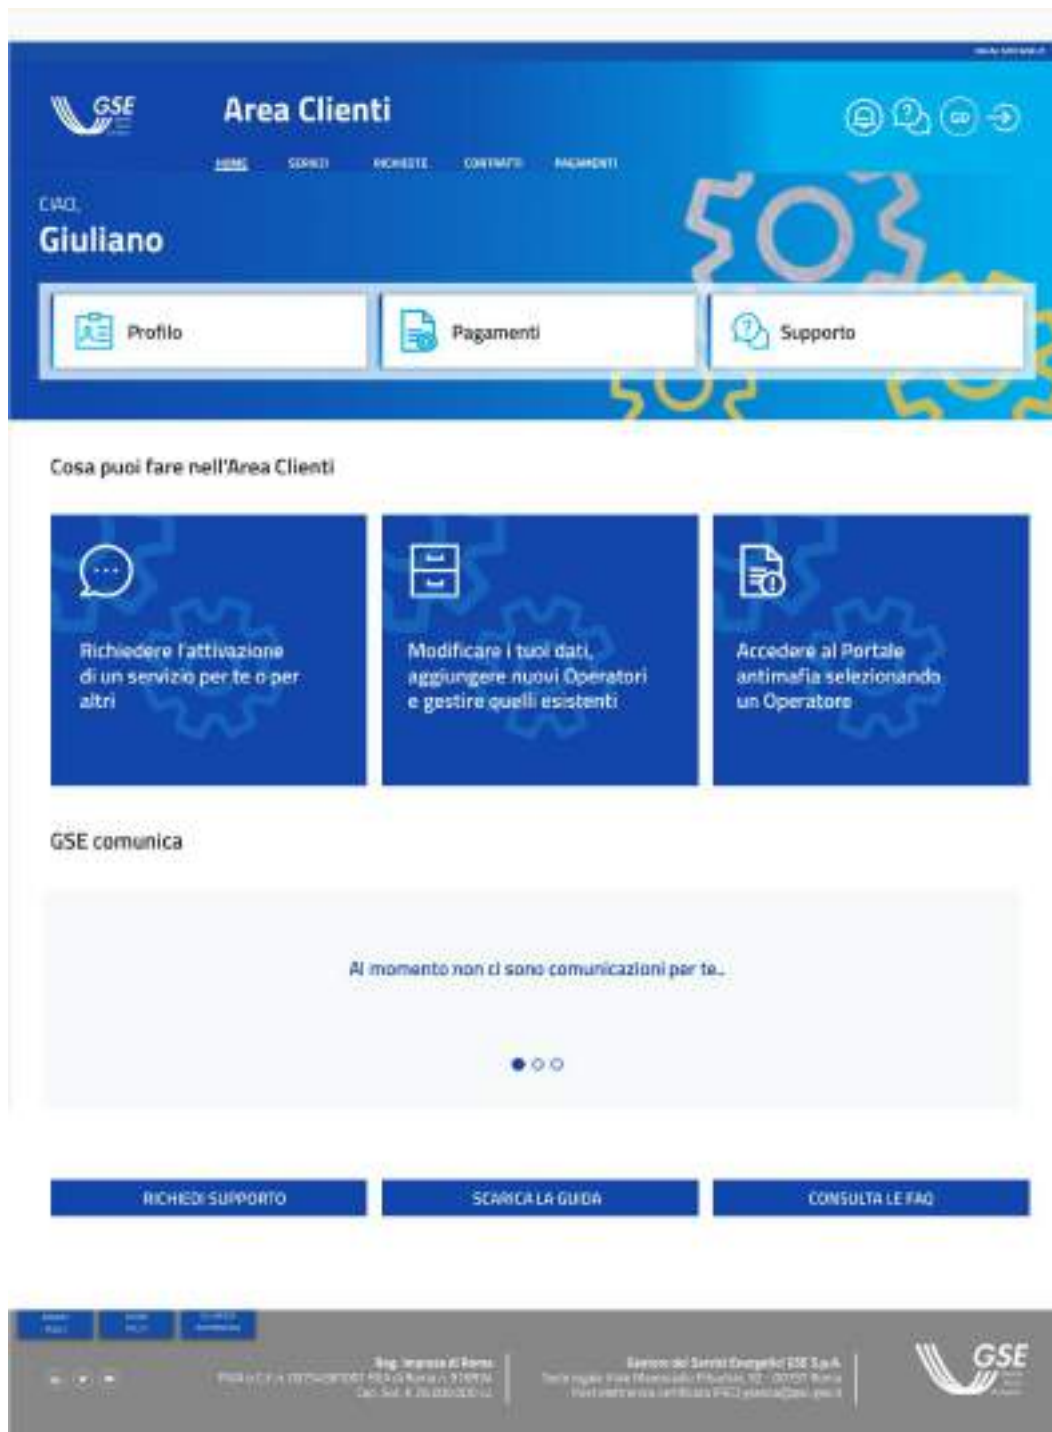 GSE
Area Clienti
HOME SERVIZI RICHIESTE CONTRATTI PAGAMENTI
CIAO,
Giuliano
Profilo
Pagamenti
Supporto
Cosa puoi fare nell'Area Clienti
Richiedere l'attivazione
di un servizio per te o per
altri
Modificare i tuoi dati,
aggiungere nuovi Operatori
e gestire quelli esistenti
Accedere al Portale
antimafia selezionando
un Operatore
GSE comunica
Al momento non ci sono comunicazioni per te..
RICHIEDI SUPPORTO
SCARICA LA GUIDA
CONSULTA LE FAQ
Reg. Imprese di Roma
Gestore dei Servizi Energetici GSE S.p.A.
GSE